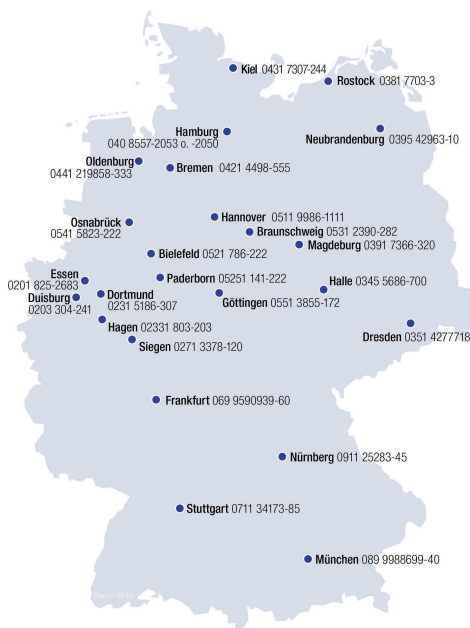 Kiel 0431 7307-244
Rostock 0381 7703-3
Hamburg
040 8557-2053 o. -2050
Neubrandenburg 0395 42963-10
Oldenburg
0441 219858-333
Bremen 0421 4498-555
Hannover 0511 9986-1111
Osnabrück
0541 5823-222
Braunschweig 0531 2390-282
Magdeburg 0391 7366-320
Bielefeld 0521 786-222
Essen
0201 825-2683
Paderborn 05251 141-222
Halle 0345 5686-700
Duisburg
0203 304-241
Dortmund
0231 5186-307
Göttingen 0551 3855-172
Hagen 02331 803-203
Dresden 0351 4277718
Siegen 0271 3378-120
Frankfurt 069 9590939-60
Nürnberg 0911 25283-45
Stuttgart 0711 34173-85
München 089 9988699-40
Stand: